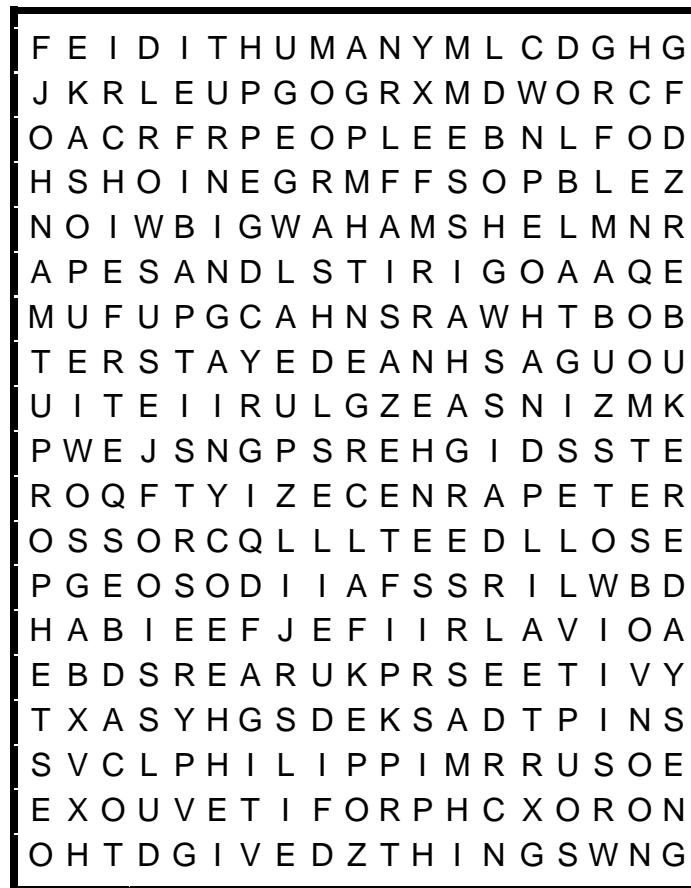 F E I D I T H U M A N Y M L C D G H G
J K R L E U P G O G R X M D W O R C F
O A C R F R P E O P L E E B N L F O D
H S H O I N E G R M F F S O P B L E Z
N O I W B I G W A H A M S H E L M N R
A P E S A N D L S T I R I G O A A Q E
M U F U P G C A H N S R A W H T B O B
T E R S T A Y E D E A N H S A G U O U
U I T E I I R U L G Z E A S N I Z M K
P W E J S N G P S R E H G I D S S T E
R O Q F T Y I Z E C E N R A P E T E R
O S S O R C Q L L L T E E D L L O S E
P G E O S O D I I A F S S R I L W B D
H A B I E E F J E F I I R L A V I O A
E B D S R E A R U K P R S E E T I V Y
T X A S Y H G S D E K S A D T P I N S
S V C L P H I L I P P I M R R U S O E
E X O U V E T I F O R P H C X O R O N
O H T D G I V E D Z T H I N G S W N G